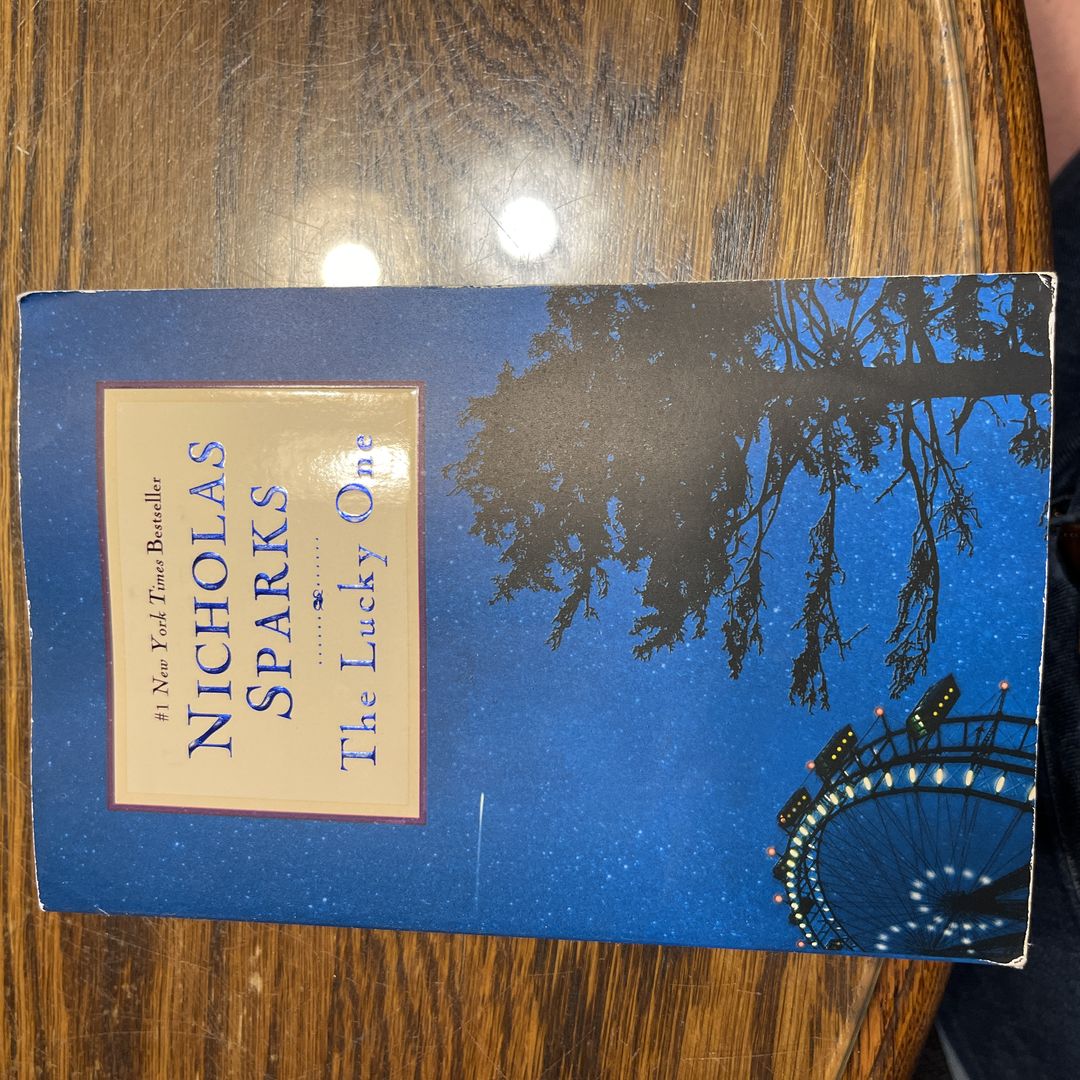 #1 New York Times Bestseller
NICHOLAS
SPARKS
The Lucky One